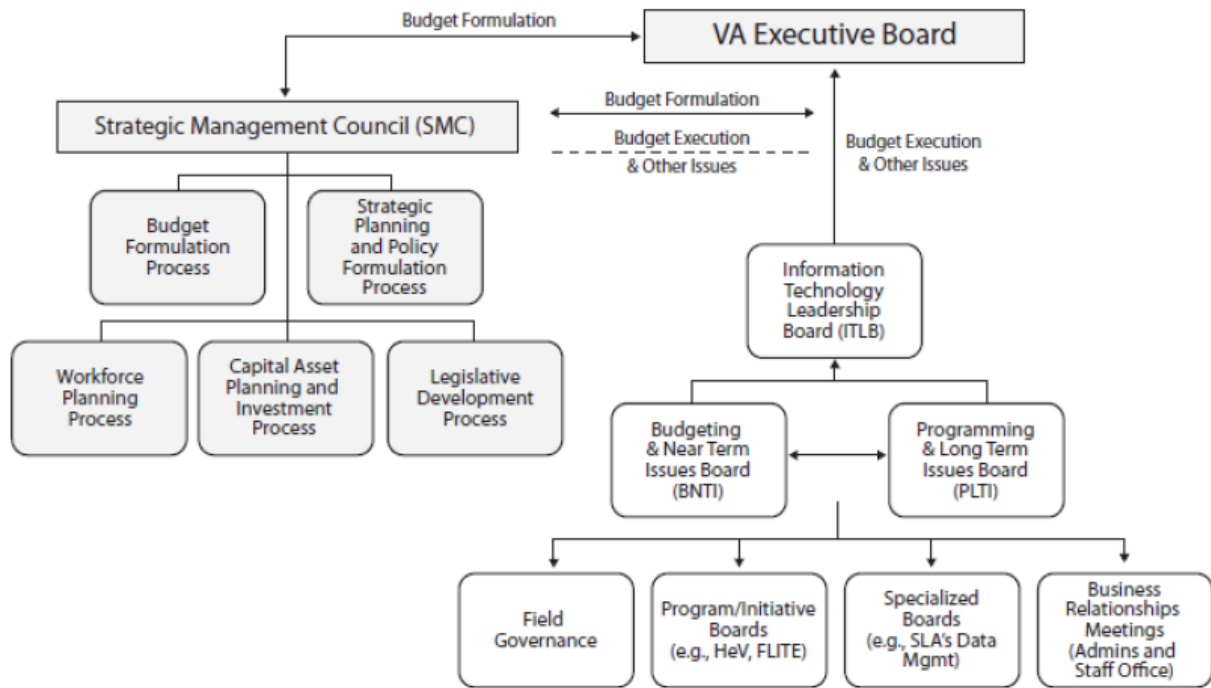 Budget Formulation
VA Executive Board
Strategic Management Council (SMC)
Budget Formulation
Budget Execution
& Other Issues
Budget Execution
& Other Issues
Budget
Formulation
Process
Strategic
Planning
and Policy
Formulation
Process
Information
Technology
Leadership
Board (ITLB)
Workforce
Planning
Process
Capital Asset
Planning and
Investment
Process
Legislative
Development
Process
Budgeting
& Near Term
Issues Board
(BNTI)
Programming
& Long Term
Issues Board
(PLTI)
Field
Governance
Program/Initiative
Boards
(e.g., HeV, FLITE)
Specialized
Boards
(e.g., SLA's Data
Mgmt)
Business
Relationships
Meetings
(Admins and
Staff Office)